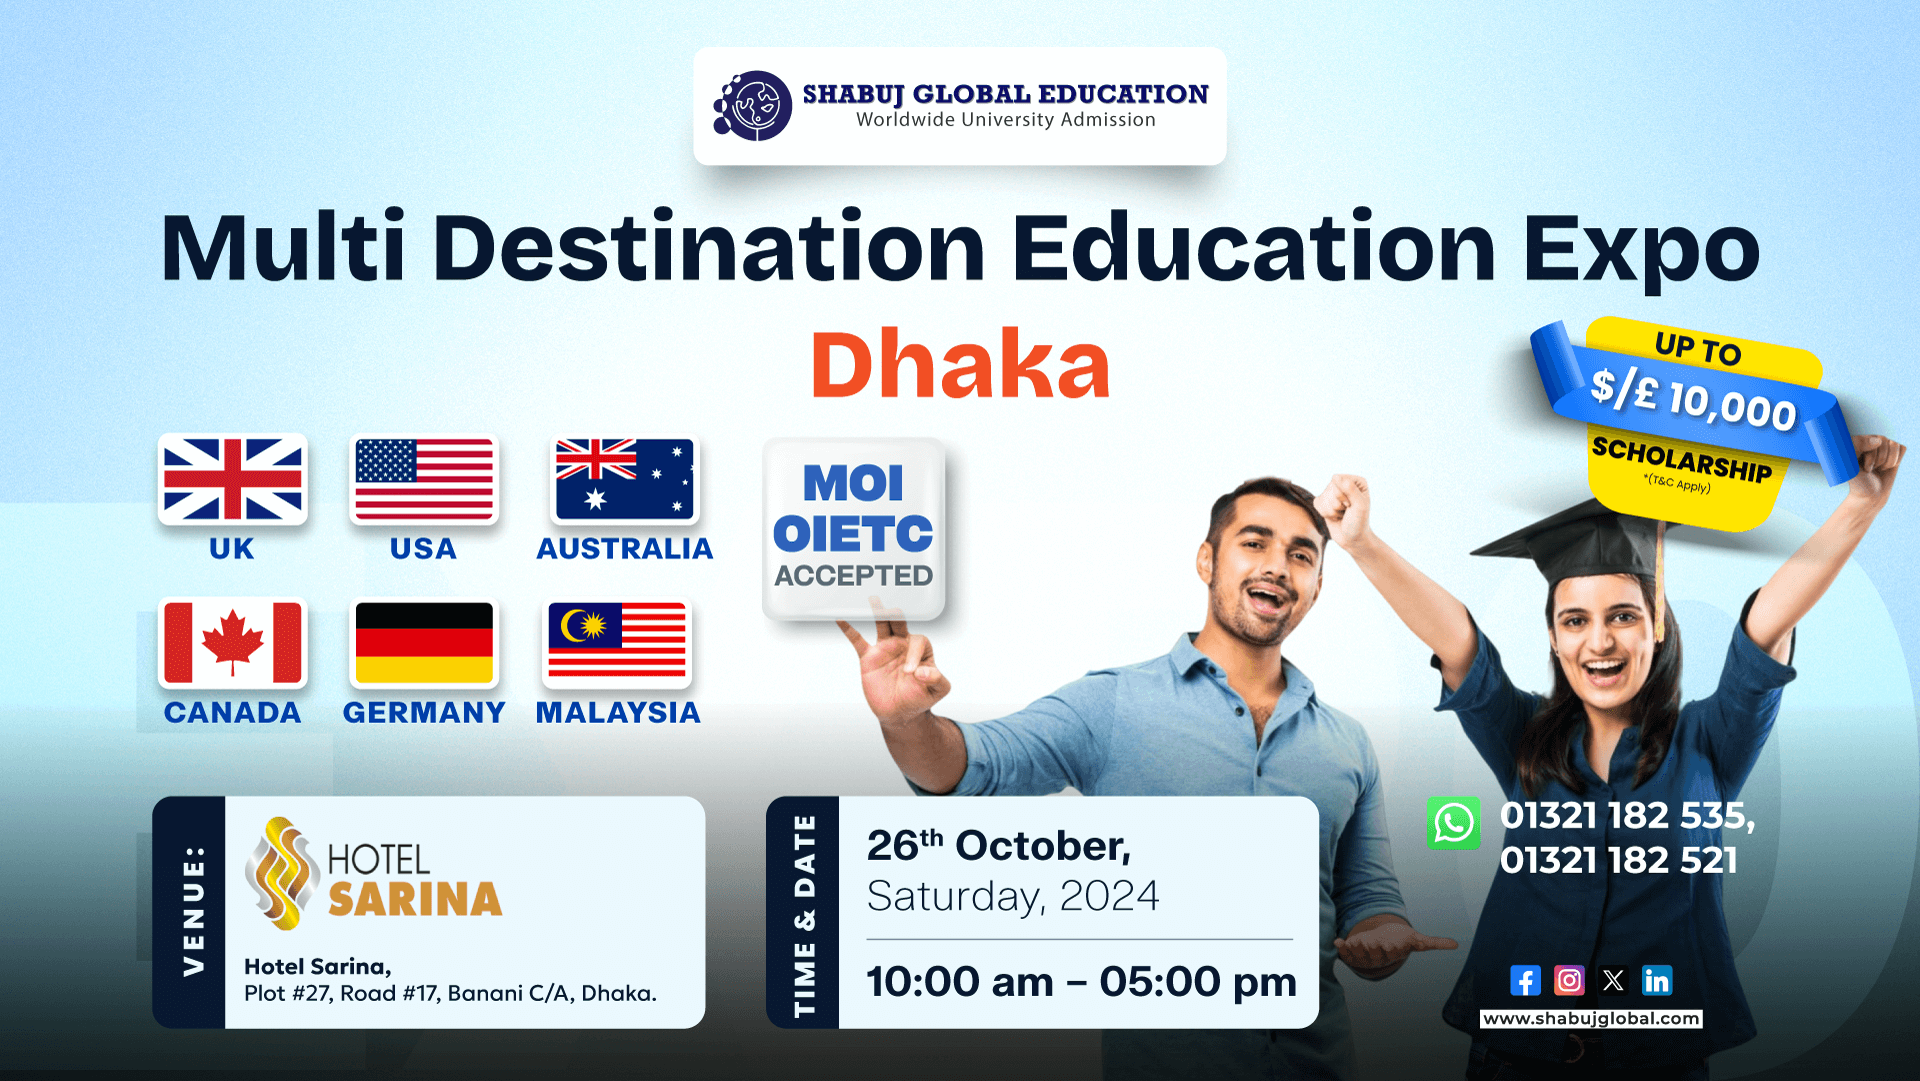 SHABUJ GLOBAL EDUCATION
Worldwide University Admission
Multi Destination Education Expo
Dhaka
UP TO
$/£ 10,000
SCHOLARSHIP
*(T&C Apply)
UK
USA
AUSTRALIA
MOI
OIETC
ACCEPTED
CANADA
GERMANY
MALAYSIA
VENUE:
HOTEL
SARINA
Hotel Sarina,
Plot #27, Road #17, Banani C/A, Dhaka.
TIME & DATE
26th October,
Saturday, 2024
10:00 am – 05:00 pm
01321 182 535,
01321 182 521
www.shabujglobal.com